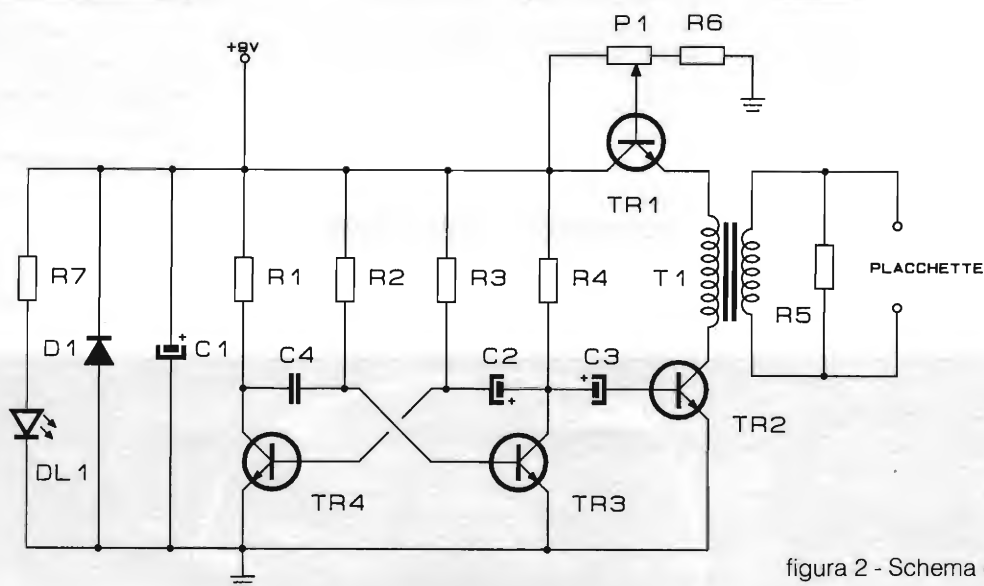 P1
R6
+9V
TR1
R7
R1
R2
R3
R4
T1
PLACCHETTE
R5
D1
C1
C4
C2
C3
+
+
+
TR2
DL1
TR4
TR3
figura 2 - Schema